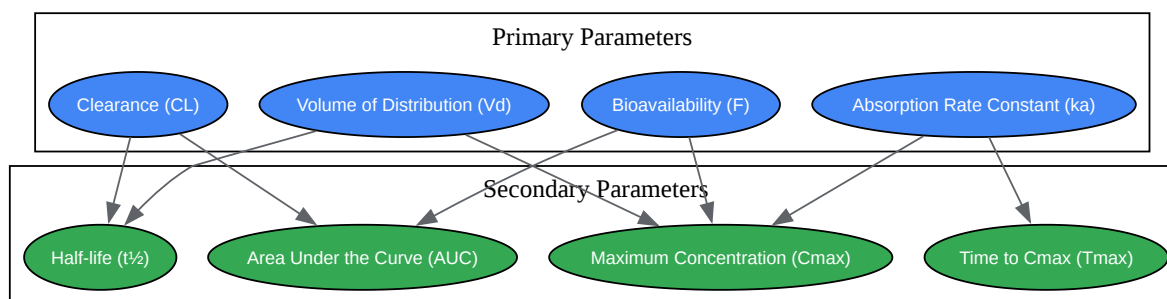 Primary Parameters
Clearance (CL)
Volume of Distribution (Vd)
Bioavailability (F)
Absorption Rate Constant (ka)
Secondary Parameters
Half-life (t½)
Area Under the Curve (AUC)
Maximum Concentration (Cmax)
Time to Cmax (Tmax)